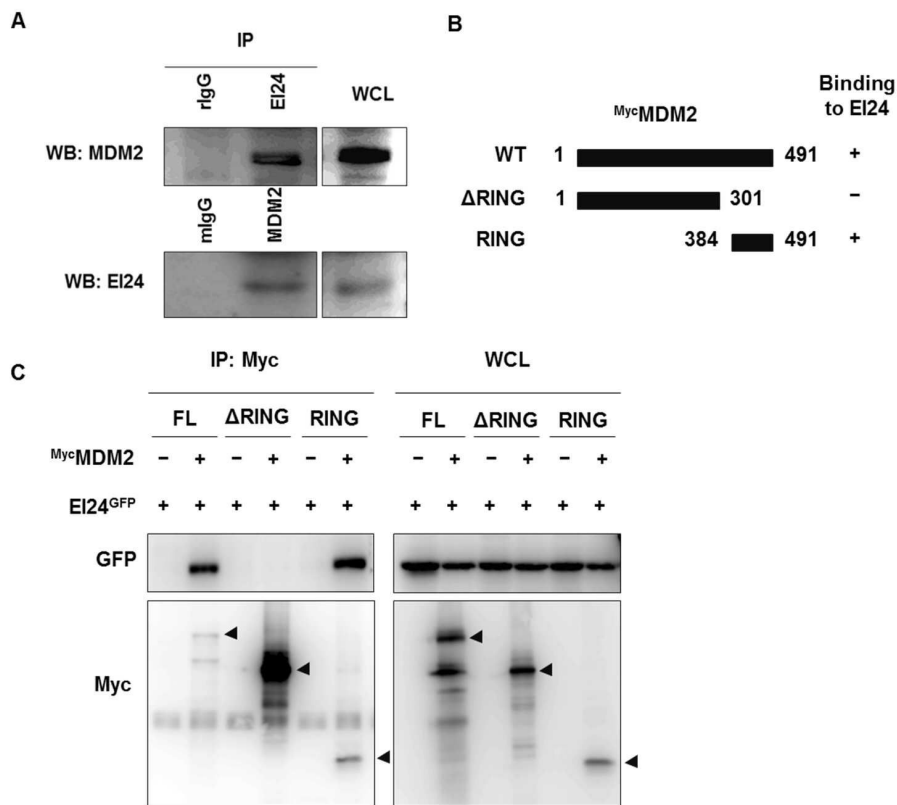 A
IP
rIgG EI24 WCL
WB: MDM2
mIgG MDM2
WB: EI24
B
Binding
MycMDM2 to EI24
WT 1 491 +
ΔRING 1 301 −
RING 384 491 +
C
IP: Myc WCL
FL ΔRING RING FL ΔRING RING
MycMDM2 − + − + − + − + − + − +
EI24GFP + + + + + + + + + + + +
GFP
Myc